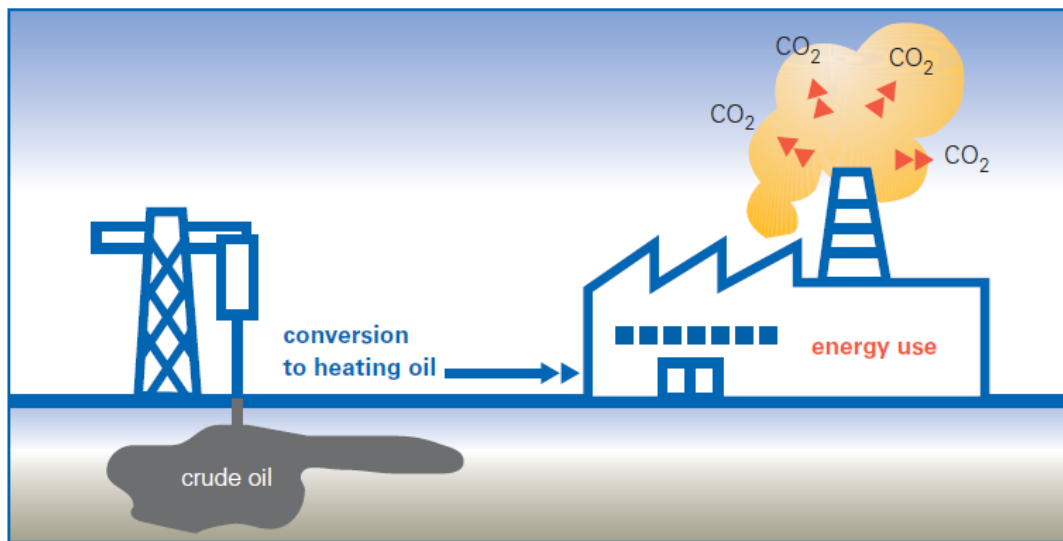 CO₂
CO₂
CO₂
CO₂
conversion
to heating oil
energy use
crude oil